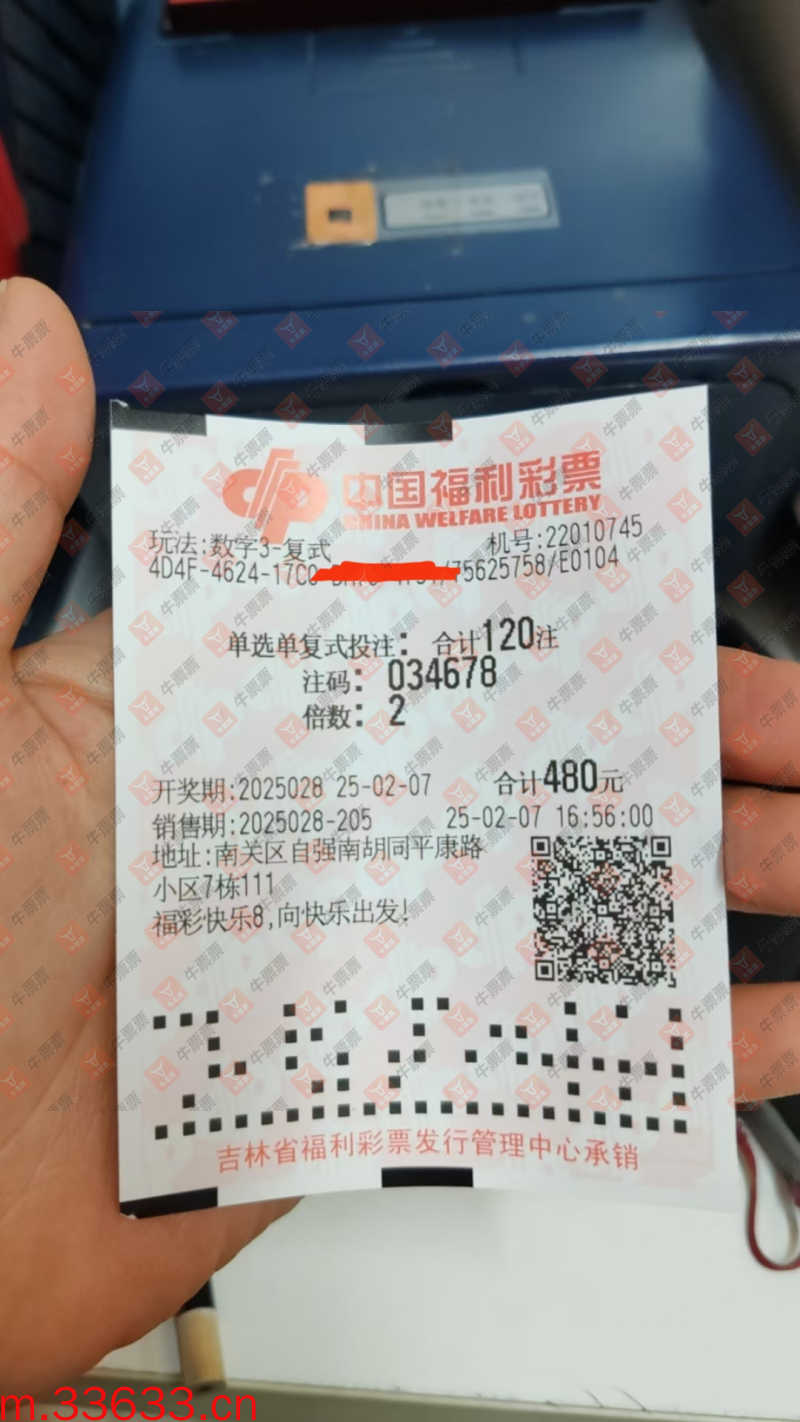 中国福利彩票
CHINA WELFARE LOTTERY
玩法:数字3-复式 机号:22010745
4D4F-4624-17C0 75625758/E0104
单选单复式投注: 合计120注
注码: 034678
倍数: 2
开奖期:2025028 25-02-07 合计480元
销售期:2025028-205 25-02-07 16:56:00
地址:南关区自强南胡同平康路
小区7栋111
福彩快乐8,向快乐出发!
吉林省福利彩票发行管理中心承销
牛票票
m.33633.cn